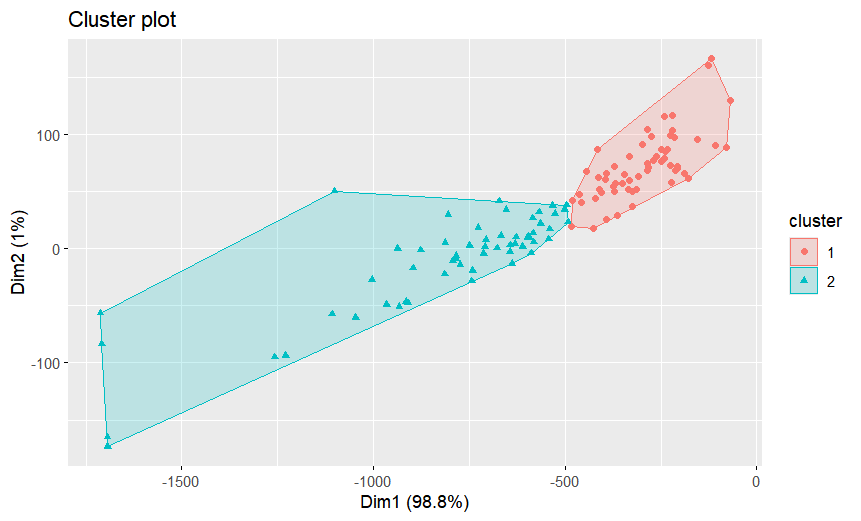 Cluster plot
100
0
-100
Dim2 (1%)
-1500
-1000
-500
0
Dim1 (98.8%)
cluster
1
2